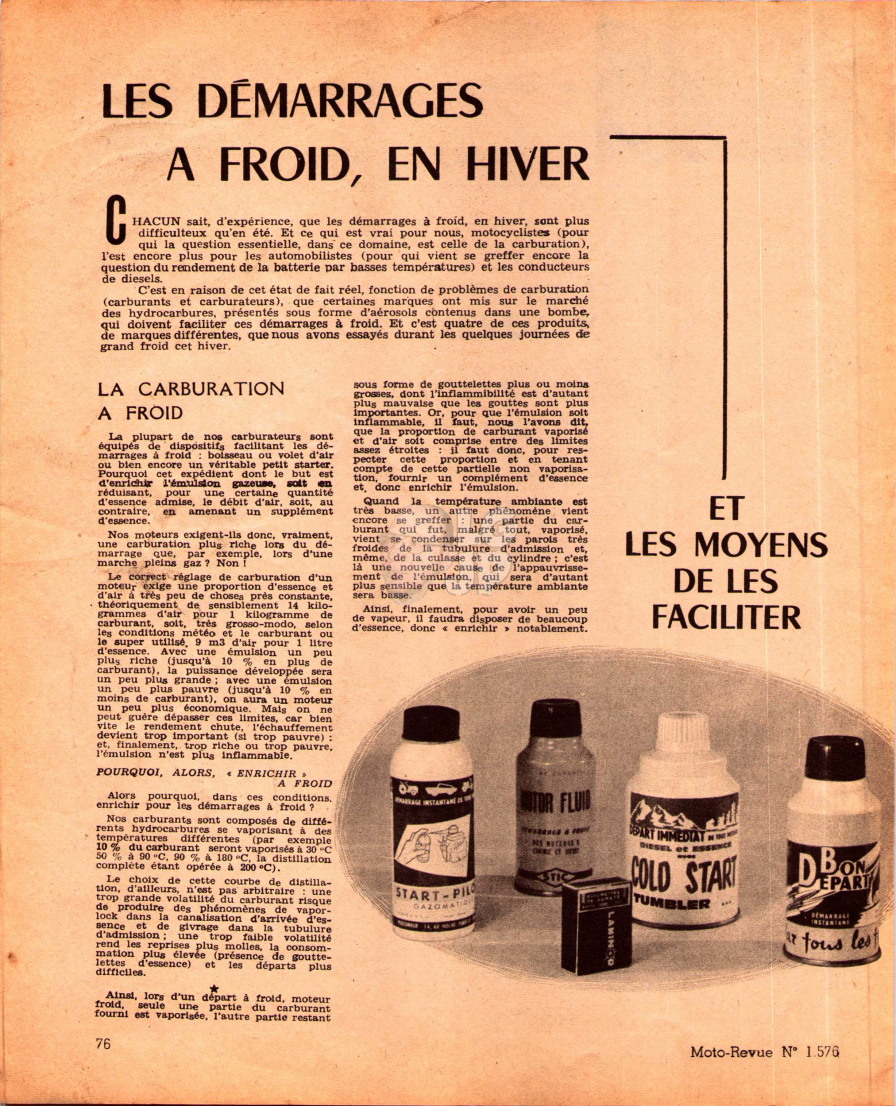 LES DÉMARRAGES
A FROID, EN HIVER
CHACUN sait, d'expérience, que les démarrages à froid, en hiver, sont plus
difficultueux qu'en été. Et ce qui est vrai pour nous, motocyclistes (pour
qui la question essentielle, dans ce domaine, est celle de la carburation),
l'est encore plus pour les automobilistes (pour qui vient se greffer encore la
question du rendement de la batterie par basses températures) et les conducteurs
de diesels.
C'est en raison de cet état de fait réel, fonction de problèmes de carburation
(carburants et carburateurs), que certaines marques ont mis sur le marché
des hydrocarbures, présentés sous forme d'aérosols contenus dans une bombe,
qui doivent faciliter ces démarrages à froid. Et c'est quatre de ces produits,
de marques différentes, que nous avons essayés durant les quelques journées de
grand froid cet hiver.
LA CARBURATION
A FROID
La plupart de nos carburateurs sont
équipés de dispositifs facilitant les dé-
marrages à froid : boisseau ou volet d'air
ou bien encore un véritable petit starter.
Pourquoi cet expédient dont le but est
d'enrichir l'émulsion gazeuse, soit en
réduisant, pour une certaine quantité
d'essence admise, le débit d'air, soit, au
contraire, en amenant un supplément
d'essence.
Nos moteurs exigent-ils donc, vraiment,
une carburation plus riche lors du dé-
marrage que, par exemple, lors d'une
marche pleins gaz ? Non !
Le correct réglage de carburation d'un
moteur exige une proportion d'essence et
d'air à très peu de choses près constante,
théoriquement de sensiblement 14 kilo-
grammes d'air pour 1 kilogramme de
carburant, soit, très grosso-modo, selon
les conditions météo et le carburant ou
le super utilisé, 9 m3 d'air pour 1 litre
d'essence. Avec une émulsion un peu
plus riche (jusqu'à 10 % en plus de
carburant), la puissance développée sera
un peu plus grande ; avec une émulsion
un peu plus pauvre (jusqu'à 10 % en
moins de carburant), on aura un moteur
un peu plus économique. Mais on ne
peut guère dépasser ces limites, car bien
vite le rendement chute, l'échauffement
devient trop important (si trop pauvre) ;
et, finalement, trop riche ou trop pauvre,
l'émulsion n'est plus inflammable.
POURQUOI, ALORS, « ENRICHIR »
A FROID
Alors pourquoi, dans ces conditions,
enrichir pour les démarrages à froid ?
Nos carburants sont composés de diffé-
rents hydrocarbures se vaporisant à des
températures différentes (par exemple
10 % du carburant seront vaporisés à 30 °C
50 % à 90 °C, 90 % à 180 °C, la distillation
complète étant opérée à 200 °C).
Le choix de cette courbe de distilla-
tion, d'ailleurs, n'est pas arbitraire : une
trop grande volatilité du carburant risque
de produire des phénomènes de vapor-
lock dans la canalisation d'arrivée d'es-
sence et de givrage dans la tubulure
d'admission ; une trop faible volatilité
rend les reprises plus molles, la consom-
mation plus élevée (présence de goutte-
lettes d'essence) et les départs plus
difficiles.
Ainsi, lors d'un départ à froid, moteur
froid, seule une partie du carburant
fourni est vaporisée, l'autre partie restant
sous forme de gouttelettes plus ou moins
grosses, dont l'inflammibilité est d'autant
plus mauvaise que les gouttes sont plus
importantes. Or, pour que l'émulsion soit
inflammable, il faut, nous l'avons dit,
que la proportion de carburant vaporisé
et d'air soit comprise entre des limites
assez étroites : il faut donc, pour res-
pecter cette proportion et en tenant
compte de cette partielle non vaporisa-
tion, fournir un complément d'essence
et, donc enrichir l'émulsion.
Quand la température ambiante est
très basse, un autre phénomène vient
encore se greffer : une partie du car-
burant qui fut, malgré tout, vaporisé,
vient se condenser sur les parois très
froides de la tubulure d'admission et,
même, de la culasse et du cylindre ; c'est
là une nouvelle cause de l'appauvrisse-
ment de l'émulsion, qui sera d'autant
plus sensible que la température ambiante
sera basse.
Ainsi, finalement, pour avoir un peu
de vapeur, il faudra disposer de beaucoup
d'essence, donc « enrichir » notablement.
ET
LES MOYENS
DE LES
FACILITER
DÉMARRAGE INSTANTANÉ DE
START-PILO
GAZOMATIC
MOTOR FLUID
DÉMARRAGE A FROID
DES MOTEURS A
STIC
LAMING
DÉPART IMMÉDIAT
DE TOUT
DIESEL et ESSENCE
avec
COLD START
TUMBLER
BON
DÉPART
DÉMARRAGE
INSTANTANÉ
tous les
76
Moto-Revue N° 1.576